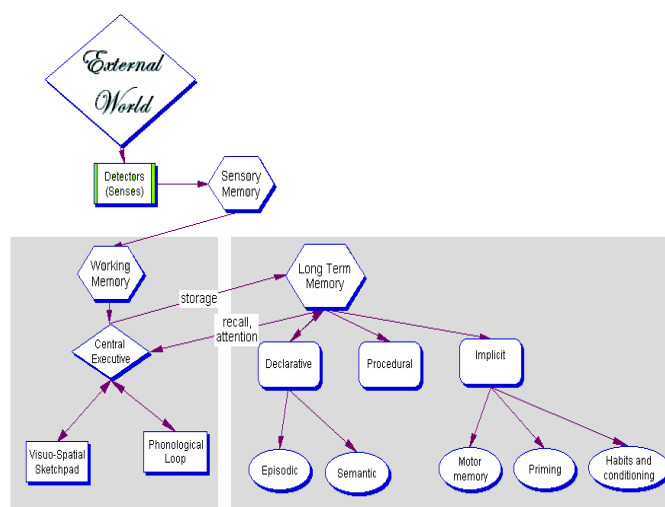 External
World
Detectors
(Senses)
Sensory
Memory
Working
Memory
Long Term
Memory
storage
recall,
attention
Central
Executive
Declarative
Procedural
Implicit
Visuo-Spatial
Sketchpad
Phonological
Loop
Episodic
Semantic
Motor
memory
Priming
Habits and
conditioning